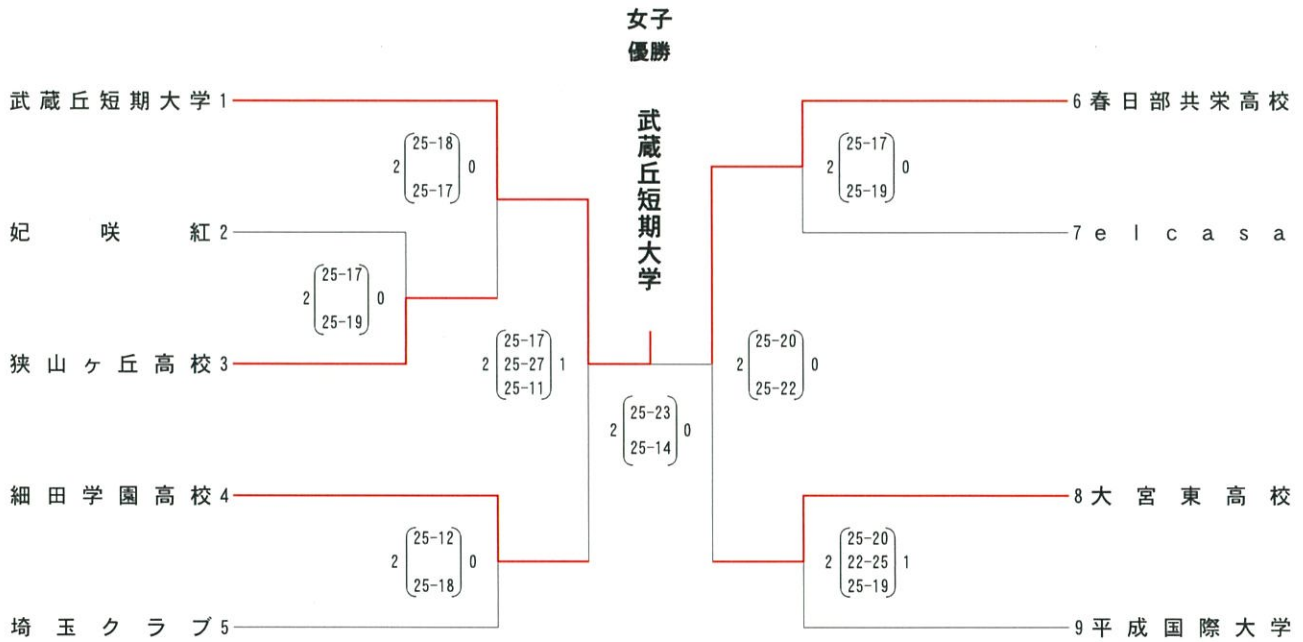 女子
優勝
武蔵丘短期大学
武蔵丘短期大学 1
2 25-18 0
25-17
妃咲紅 2
2 25-17 0
25-19
狭山ヶ丘高校 3
25-17
2 25-27 1
25-11
細田学園高校 4
2 25-12 0
25-18
埼玉クラブ 5
2 25-23 0
25-14
6 春日部共栄高校
2 25-17 0
25-19
7 elcasa
2 25-20 0
25-22
8 大宮東高校
25-20
2 22-25 1
25-19
9 平成国際大学